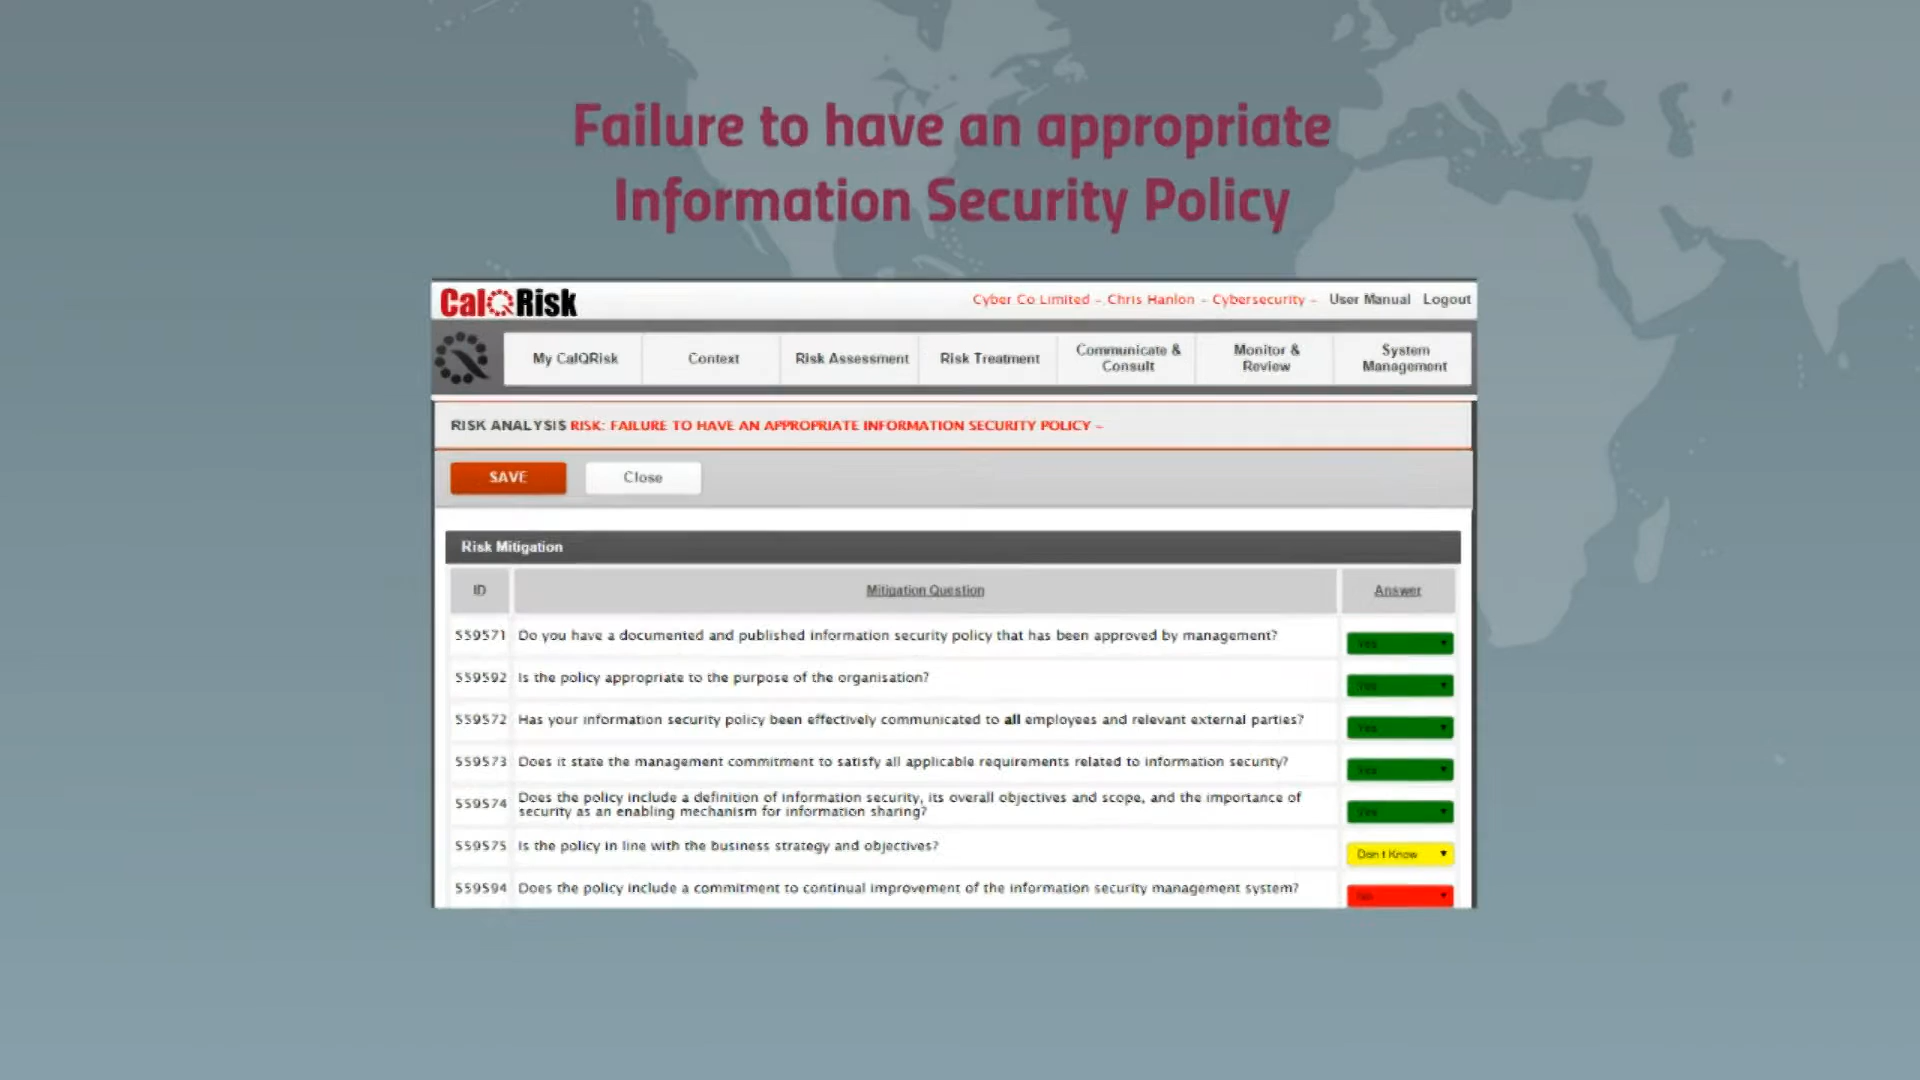 Failure to have an appropriate
Information Security Policy
CalQRisk
Cyber Co Limited - Chris Hanlon - Cybersecurity - User Manual Logout
My CalQRisk Context Risk Assessment Risk Treatment Communicate & Consult Monitor & Review System Management
RISK ANALYSIS RISK: FAILURE TO HAVE AN APPROPRIATE INFORMATION SECURITY POLICY -
SAVE Close
Risk Mitigation
ID Mitigation Question Answer
559571 Do you have a documented and published information security policy that has been approved by management? Yes
559592 Is the policy appropriate to the purpose of the organisation? Yes
559572 Has your information security policy been effectively communicated to all employees and relevant external parties? Yes
559573 Does it state the management commitment to satisfy all applicable requirements related to information security? Yes
559574 Does the policy include a definition of information security, its overall objectives and scope, and the importance of
security as an enabling mechanism for information sharing? Yes
559575 Is the policy in line with the business strategy and objectives? Don't Know
559594 Does the policy include a commitment to continual improvement of the information security management system? No